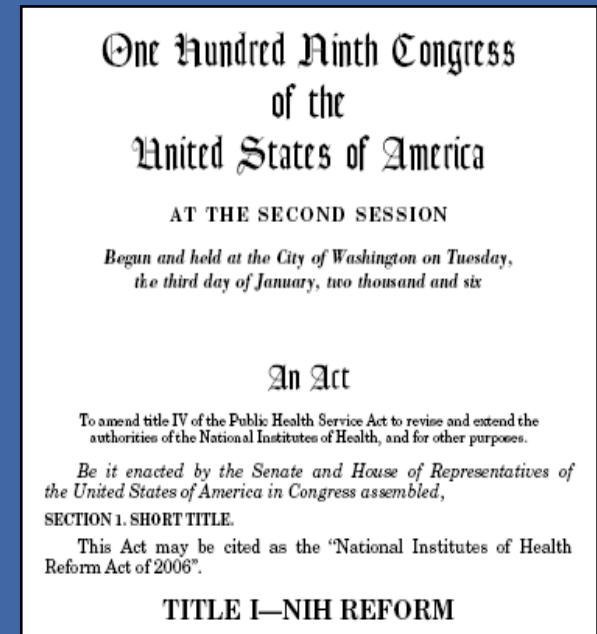 One Hundred Ninth Congress
of the
United States of America
AT THE SECOND SESSION
Begun and held at the City of Washington on Tuesday,
the third day of January, two thousand and six
An Act
To amend title IV of the Public Health Service Act to revise and extend the
authorities of the National Institutes of Health, and for other purposes.
Be it enacted by the Senate and House of Representatives of
the United States of America in Congress assembled,
SECTION 1. SHORT TITLE.
This Act may be cited as the “National Institutes of Health
Reform Act of 2006”.
TITLE I—NIH REFORM